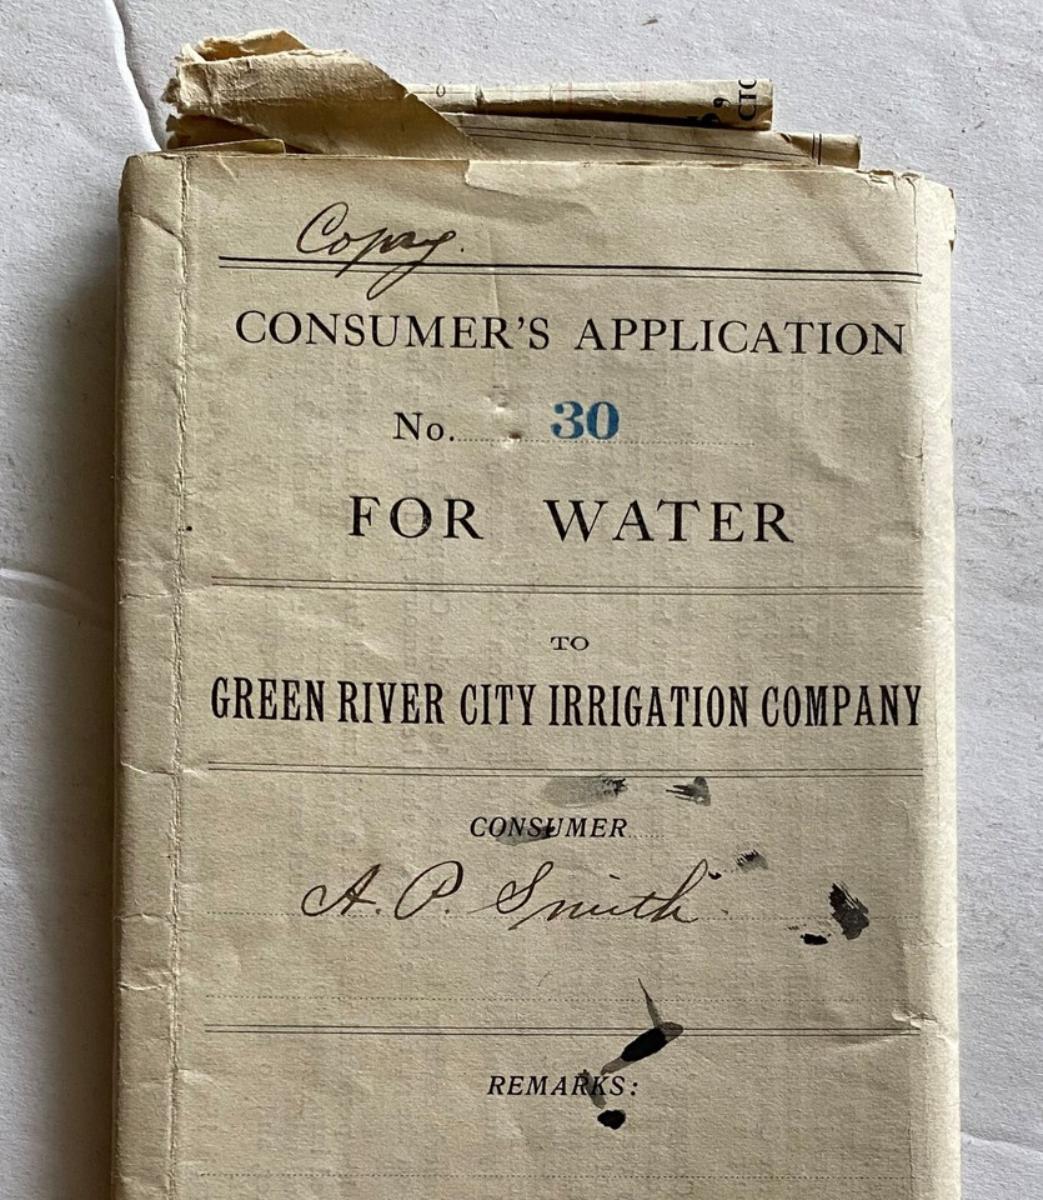 Copy.
CONSUMER'S APPLICATION
No. 30
FOR WATER
TO
GREEN RIVER CITY IRRIGATION COMPANY
CONSUMER
A. P. Smith
REMARKS: